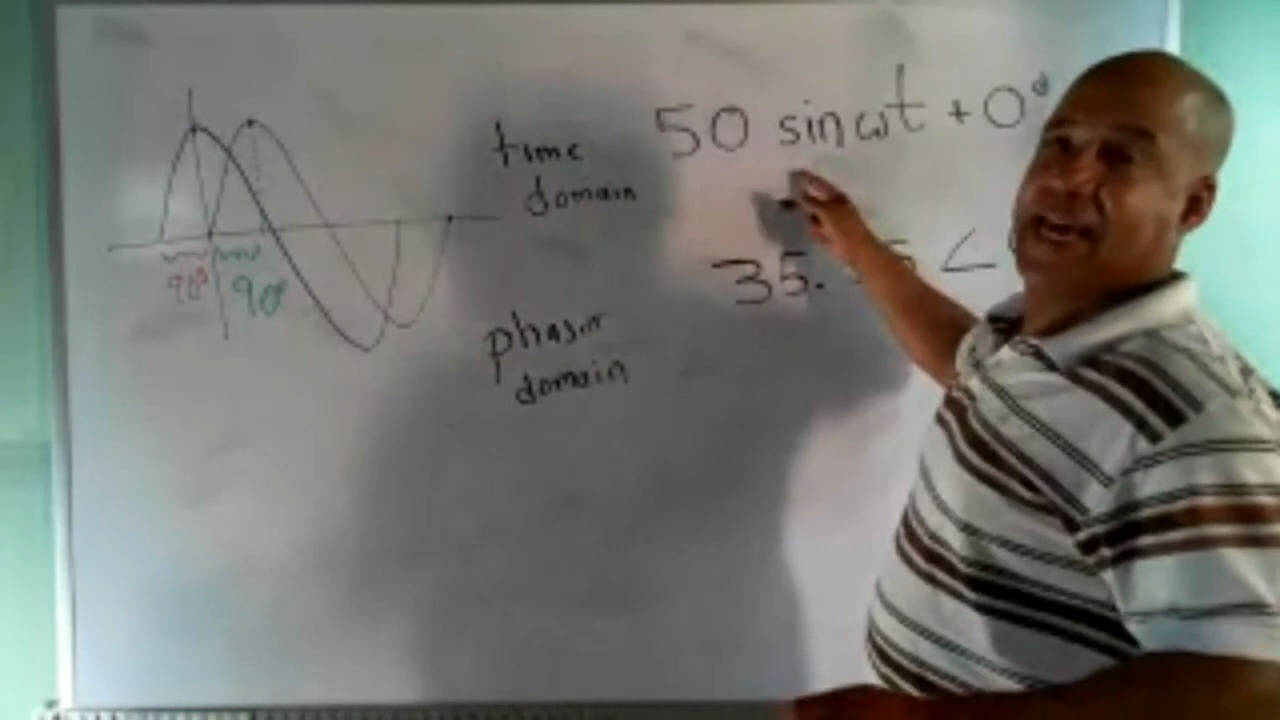 time
domain
50 sin ωt + 0°
35.
<
90°
90°
phasor
domain